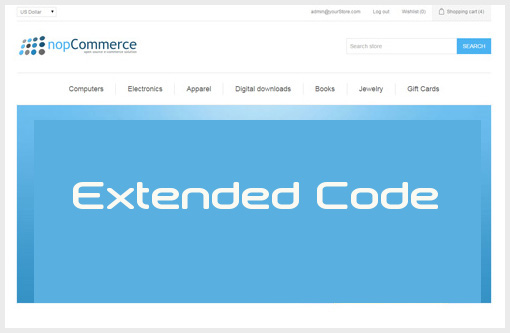 US Dollar
admin@yourStore.com Log out Wishlist (0) Shopping cart (4)
nopCommerce
open source e-commerce solution
Search store SEARCH
Computers Electronics Apparel Digital downloads Books Jewelry Gift Cards
Extended Code